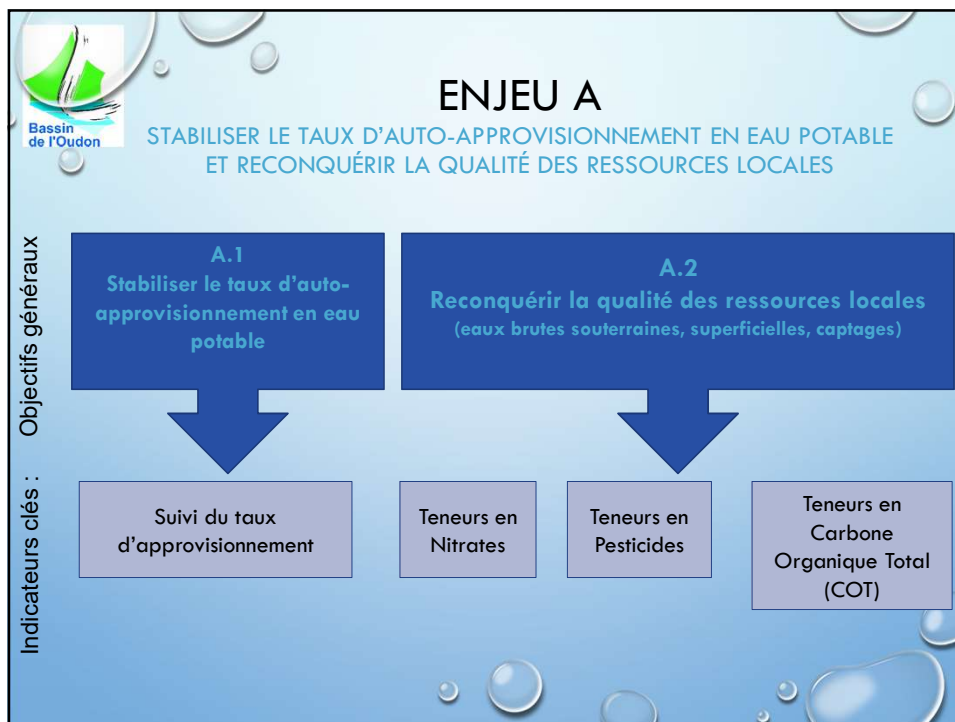 Bassin
de l'Oudon
ENJEU A
STABILISER LE TAUX D'AUTO-APPROVISIONNEMENT EN EAU POTABLE
ET RECONQUÉRIR LA QUALITÉ DES RESSOURCES LOCALES
Objectifs généraux
A.1
Stabiliser le taux d'auto-
approvisionnement en eau
potable
A.2
Reconquérir la qualité des ressources locales
(eaux brutes souterraines, superficielles, captages)
Indicateurs clés :
Suivi du taux
d'approvisionnement
Teneurs en
Nitrates
Teneurs en
Pesticides
Teneurs en
Carbone
Organique Total
(COT)